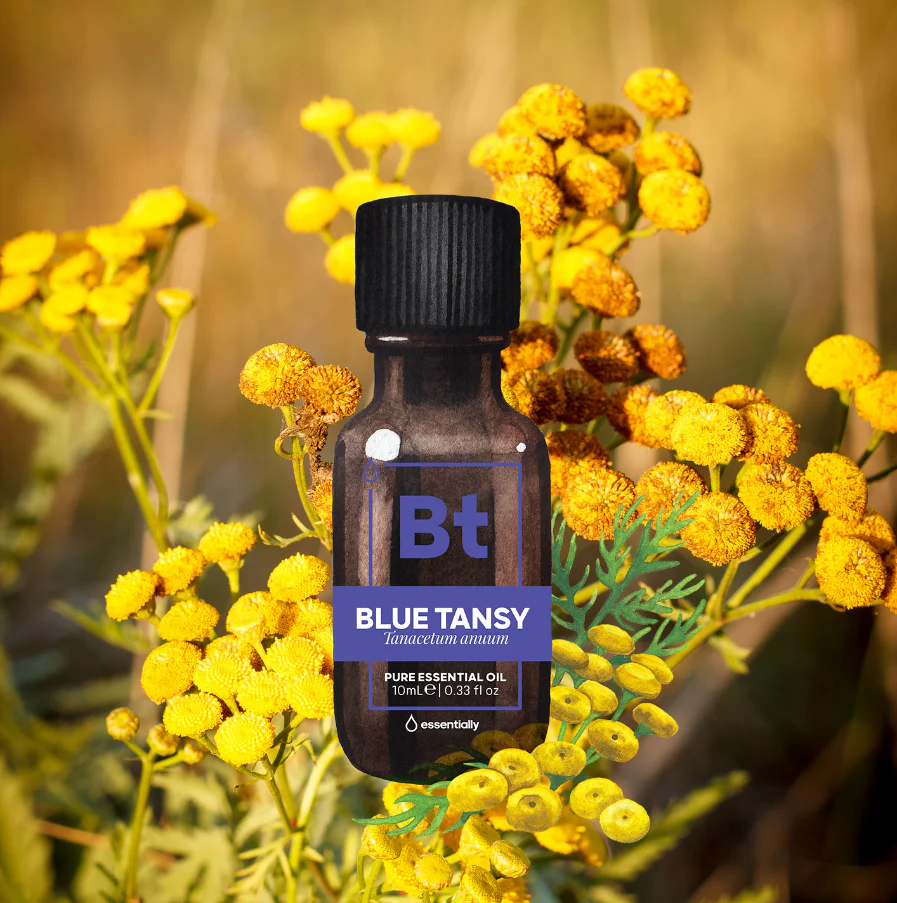 Bt
BLUE TANSY
Tanacetum anuum
PURE ESSENTIAL OIL
10mL℮ | 0.33 fl oz
essentially